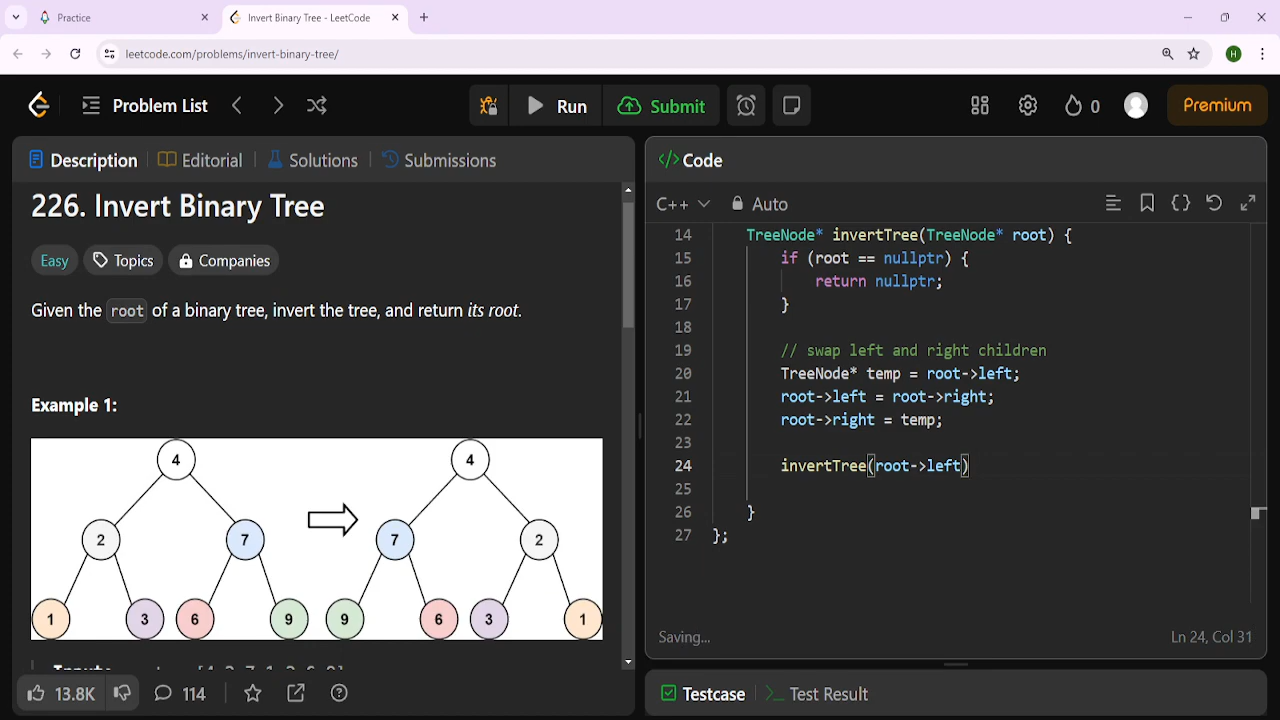 Practice
Invert Binary Tree - LeetCode
leetcode.com/problems/invert-binary-tree/
H
Problem List
Run
Submit
0
Premium
Description
Editorial
Solutions
Submissions
226. Invert Binary Tree
Easy
Topics
Companies
Given the root of a binary tree, invert the tree, and return its root.
Example 1:
4
4
2
7
7
2
1
3
6
9
9
6
3
1
13.8K
114
</> Code
C++
Auto
14 TreeNode* invertTree(TreeNode* root) {
15 if (root == nullptr) {
16 return nullptr;
17 }
18
19 // swap left and right children
20 TreeNode* temp = root->left;
21 root->left = root->right;
22 root->right = temp;
23
24 invertTree(root->left)
25
26 }
27 };
Saving...
Ln 24, Col 31
Testcase
Test Result